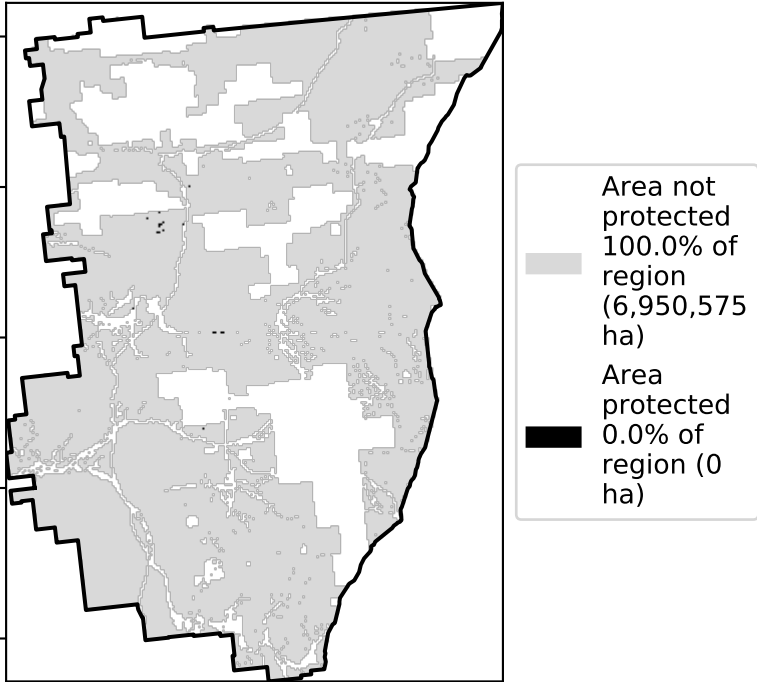 Area not
protected
100.0% of
region
(6,950,575
ha)
Area
protected
0.0% of
region (0
ha)